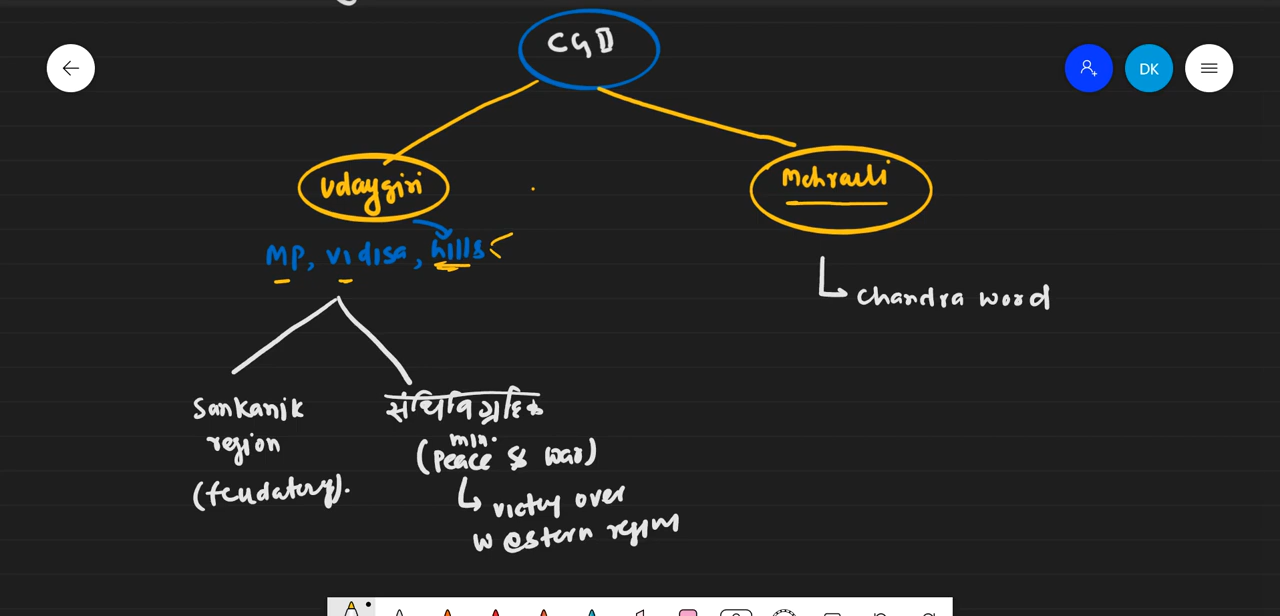 CGD
DK
Udaygiri
Mehrauli
MP, vidisa, hills
Chandra word
Sankanik
region
(feudatory).
संधिविग्रहिक
min.
(Peace & war)
victory over
western